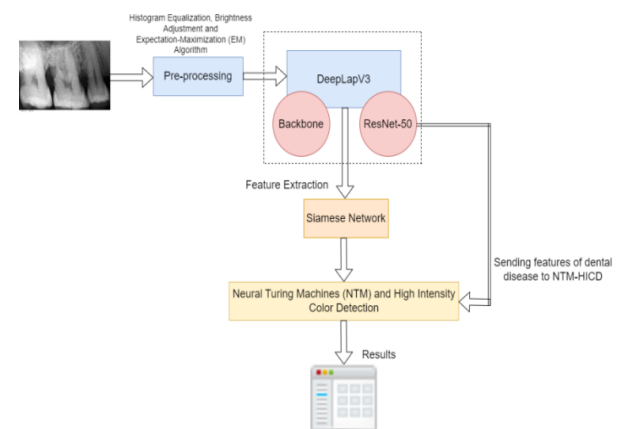 Histogram Equalization, Brightness
Adjustment and
Expectation-Maximization (EM)
Algorithm
Pre-processing
DeepLapV3
Backbone
ResNet-50
Feature Extraction
Siamese Network
Sending features of dental
disease to NTM-HICD
Neural Turing Machines (NTM) and High Intensity
Color Detection
Results